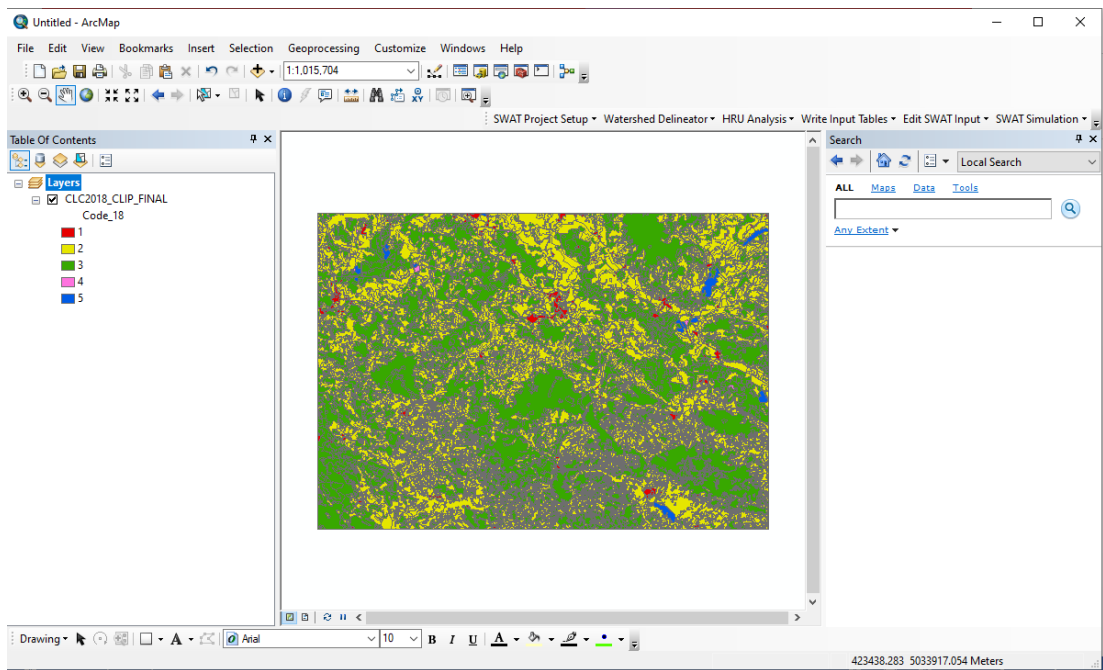 Untitled - ArcMap
File Edit View Bookmarks Insert Selection Geoprocessing Customize Windows Help
1:1,015,704
SWAT Project Setup Watershed Delineator HRU Analysis Write Input Tables Edit SWAT Input SWAT Simulation
Table Of Contents
Search
Local Search
Layers
ALL Maps Data Tools
CLC2018_CLIP_FINAL
Code_18
1
Any Extent
2
3
4
5
Drawing A Arial 10 B I U A
423438.283 5033917.054 Meters